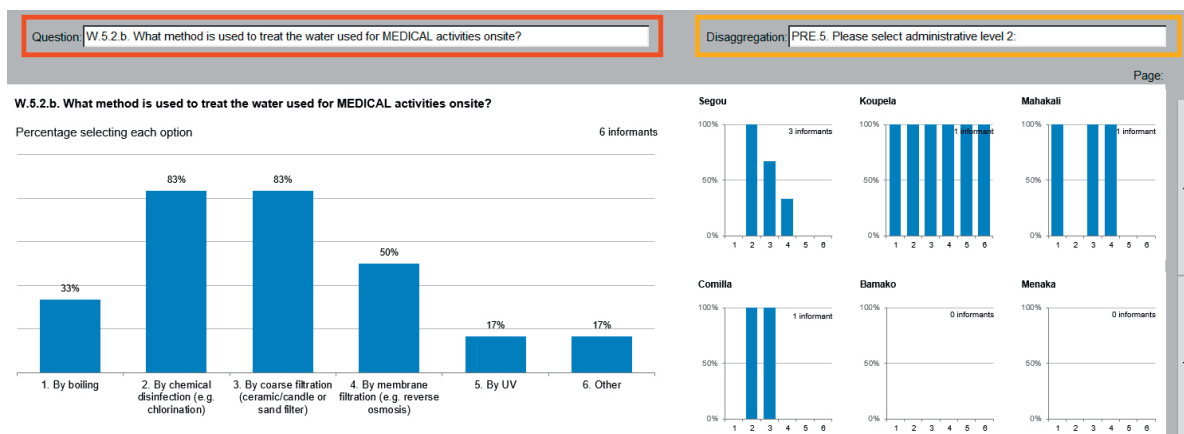 Question: W.5.2.b. What method is used to treat the water used for MEDICAL activities onsite?
Disaggregation: PRE.5. Please select administrative level 2:
Page:
W.5.2.b. What method is used to treat the water used for MEDICAL activities onsite?
Percentage selecting each option
6 informants
33%
83%
83%
50%
17%
17%
1. By boiling
2. By chemical
disinfection (e.g.
chlorination)
3. By coarse filtration
(ceramic/candle or
sand filter)
4. By membrane
filtration (e.g. reverse
osmosis)
5. By UV
6. Other
Segou
100%
3 informants
50%
0%
1 2 3 4 5 6
Koupela
100%
1 informant
50%
0%
1 2 3 4 5 6
Mahakali
100%
1 informant
50%
0%
1 2 3 4 5 6
Comilla
100%
1 informant
50%
0%
1 2 3 4 5 6
Bamako
100%
0 informants
50%
0%
1 2 3 4 5 6
Menaka
100%
0 informants
50%
0%
1 2 3 4 5 6